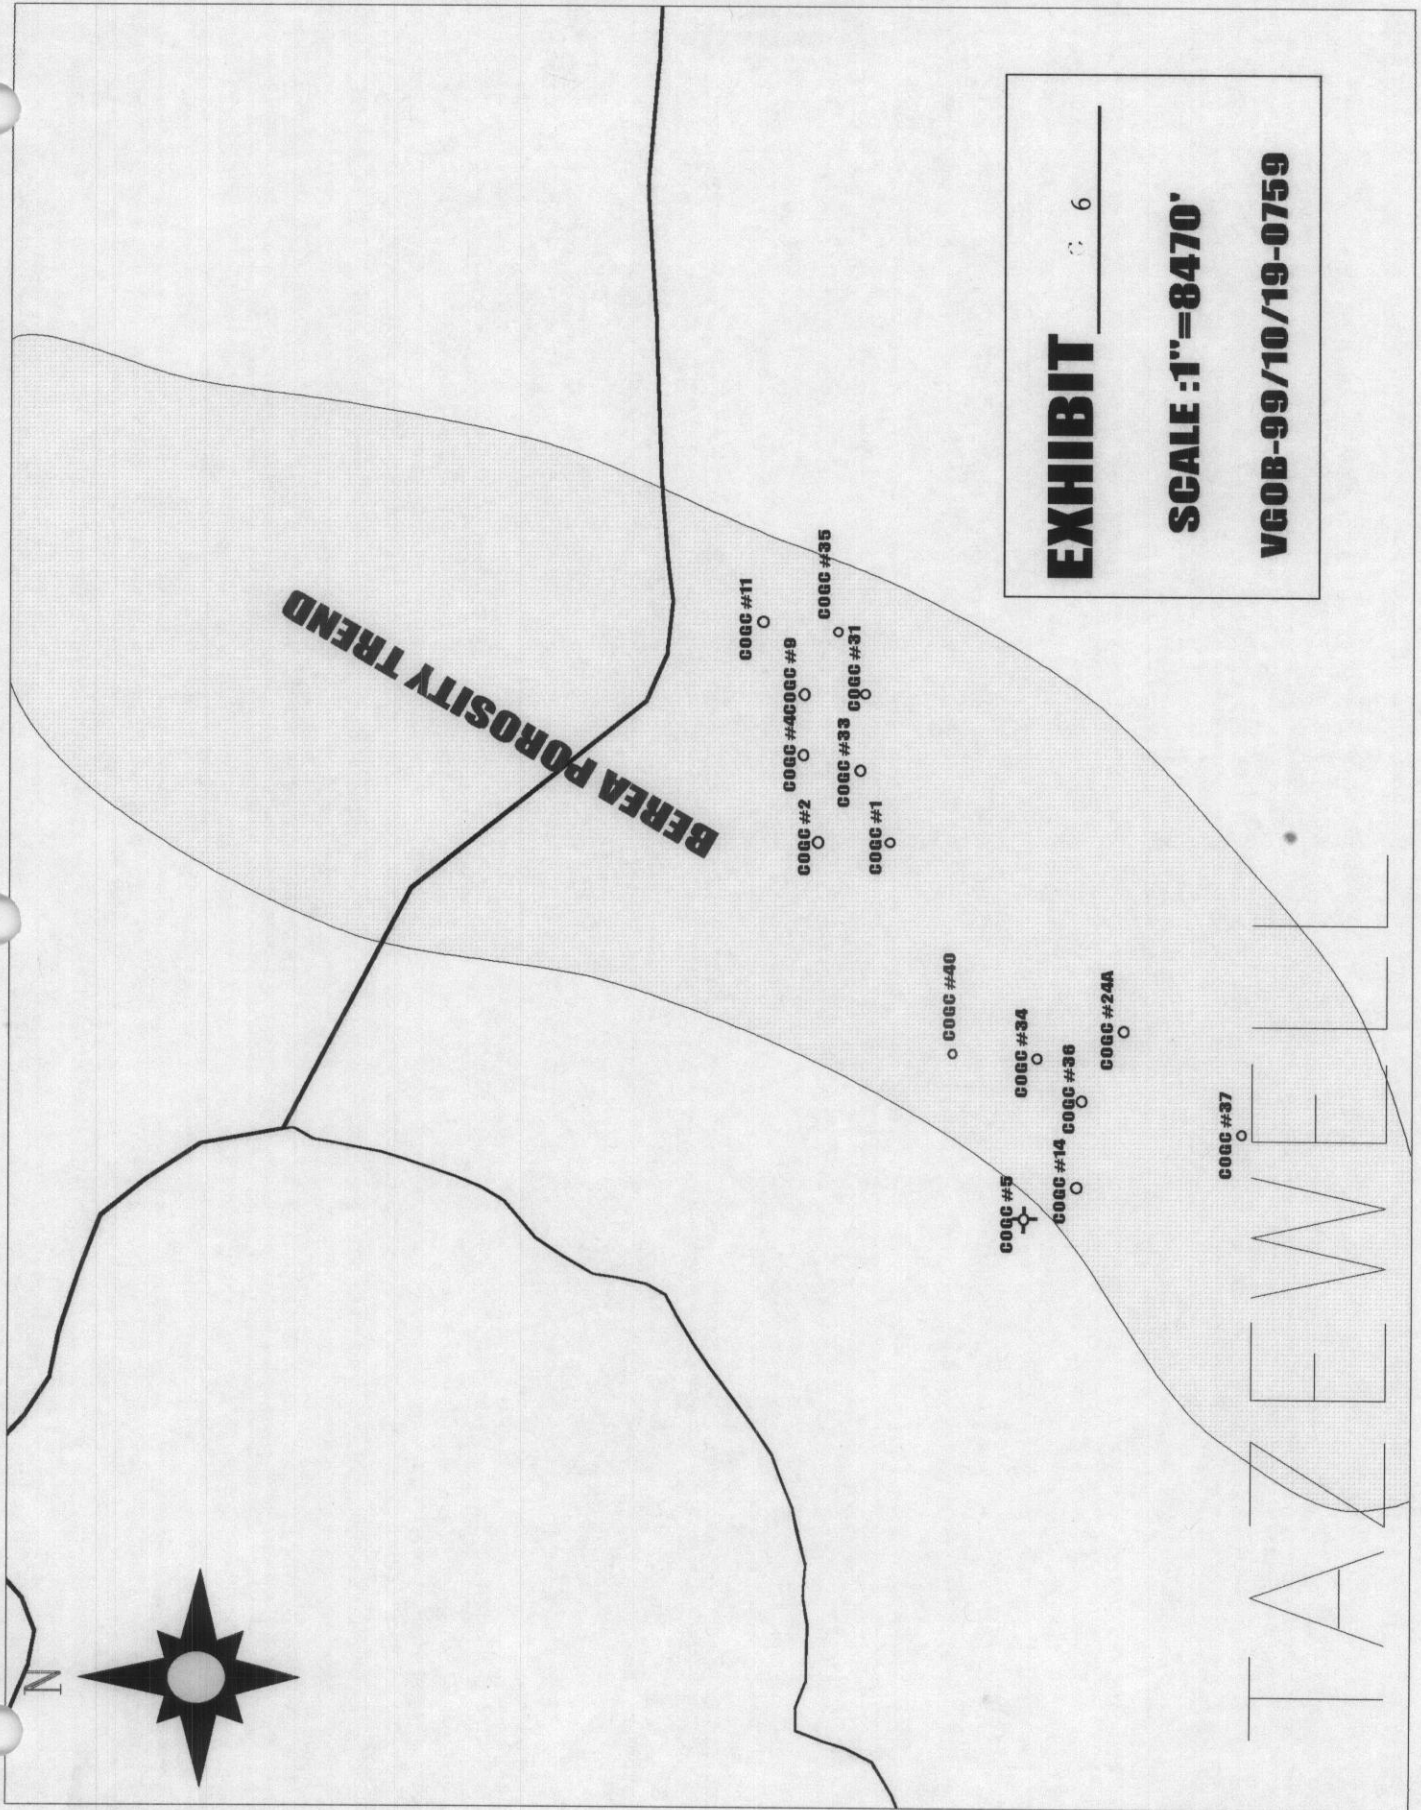 N
BEREA POROSITY TREND
COGC #11
COGC #35
COGC #9
COGC #4
COGC #31
COGC #33
COGC #2
COGC #1
COGC #40
COGC #34
COGC #24A
COGC #36
COGC #14
COGC #5
COGC #37
TAZEWELL
EXHIBIT C 6
SCALE :1"=8470'
VGOB-99/10/19-0759